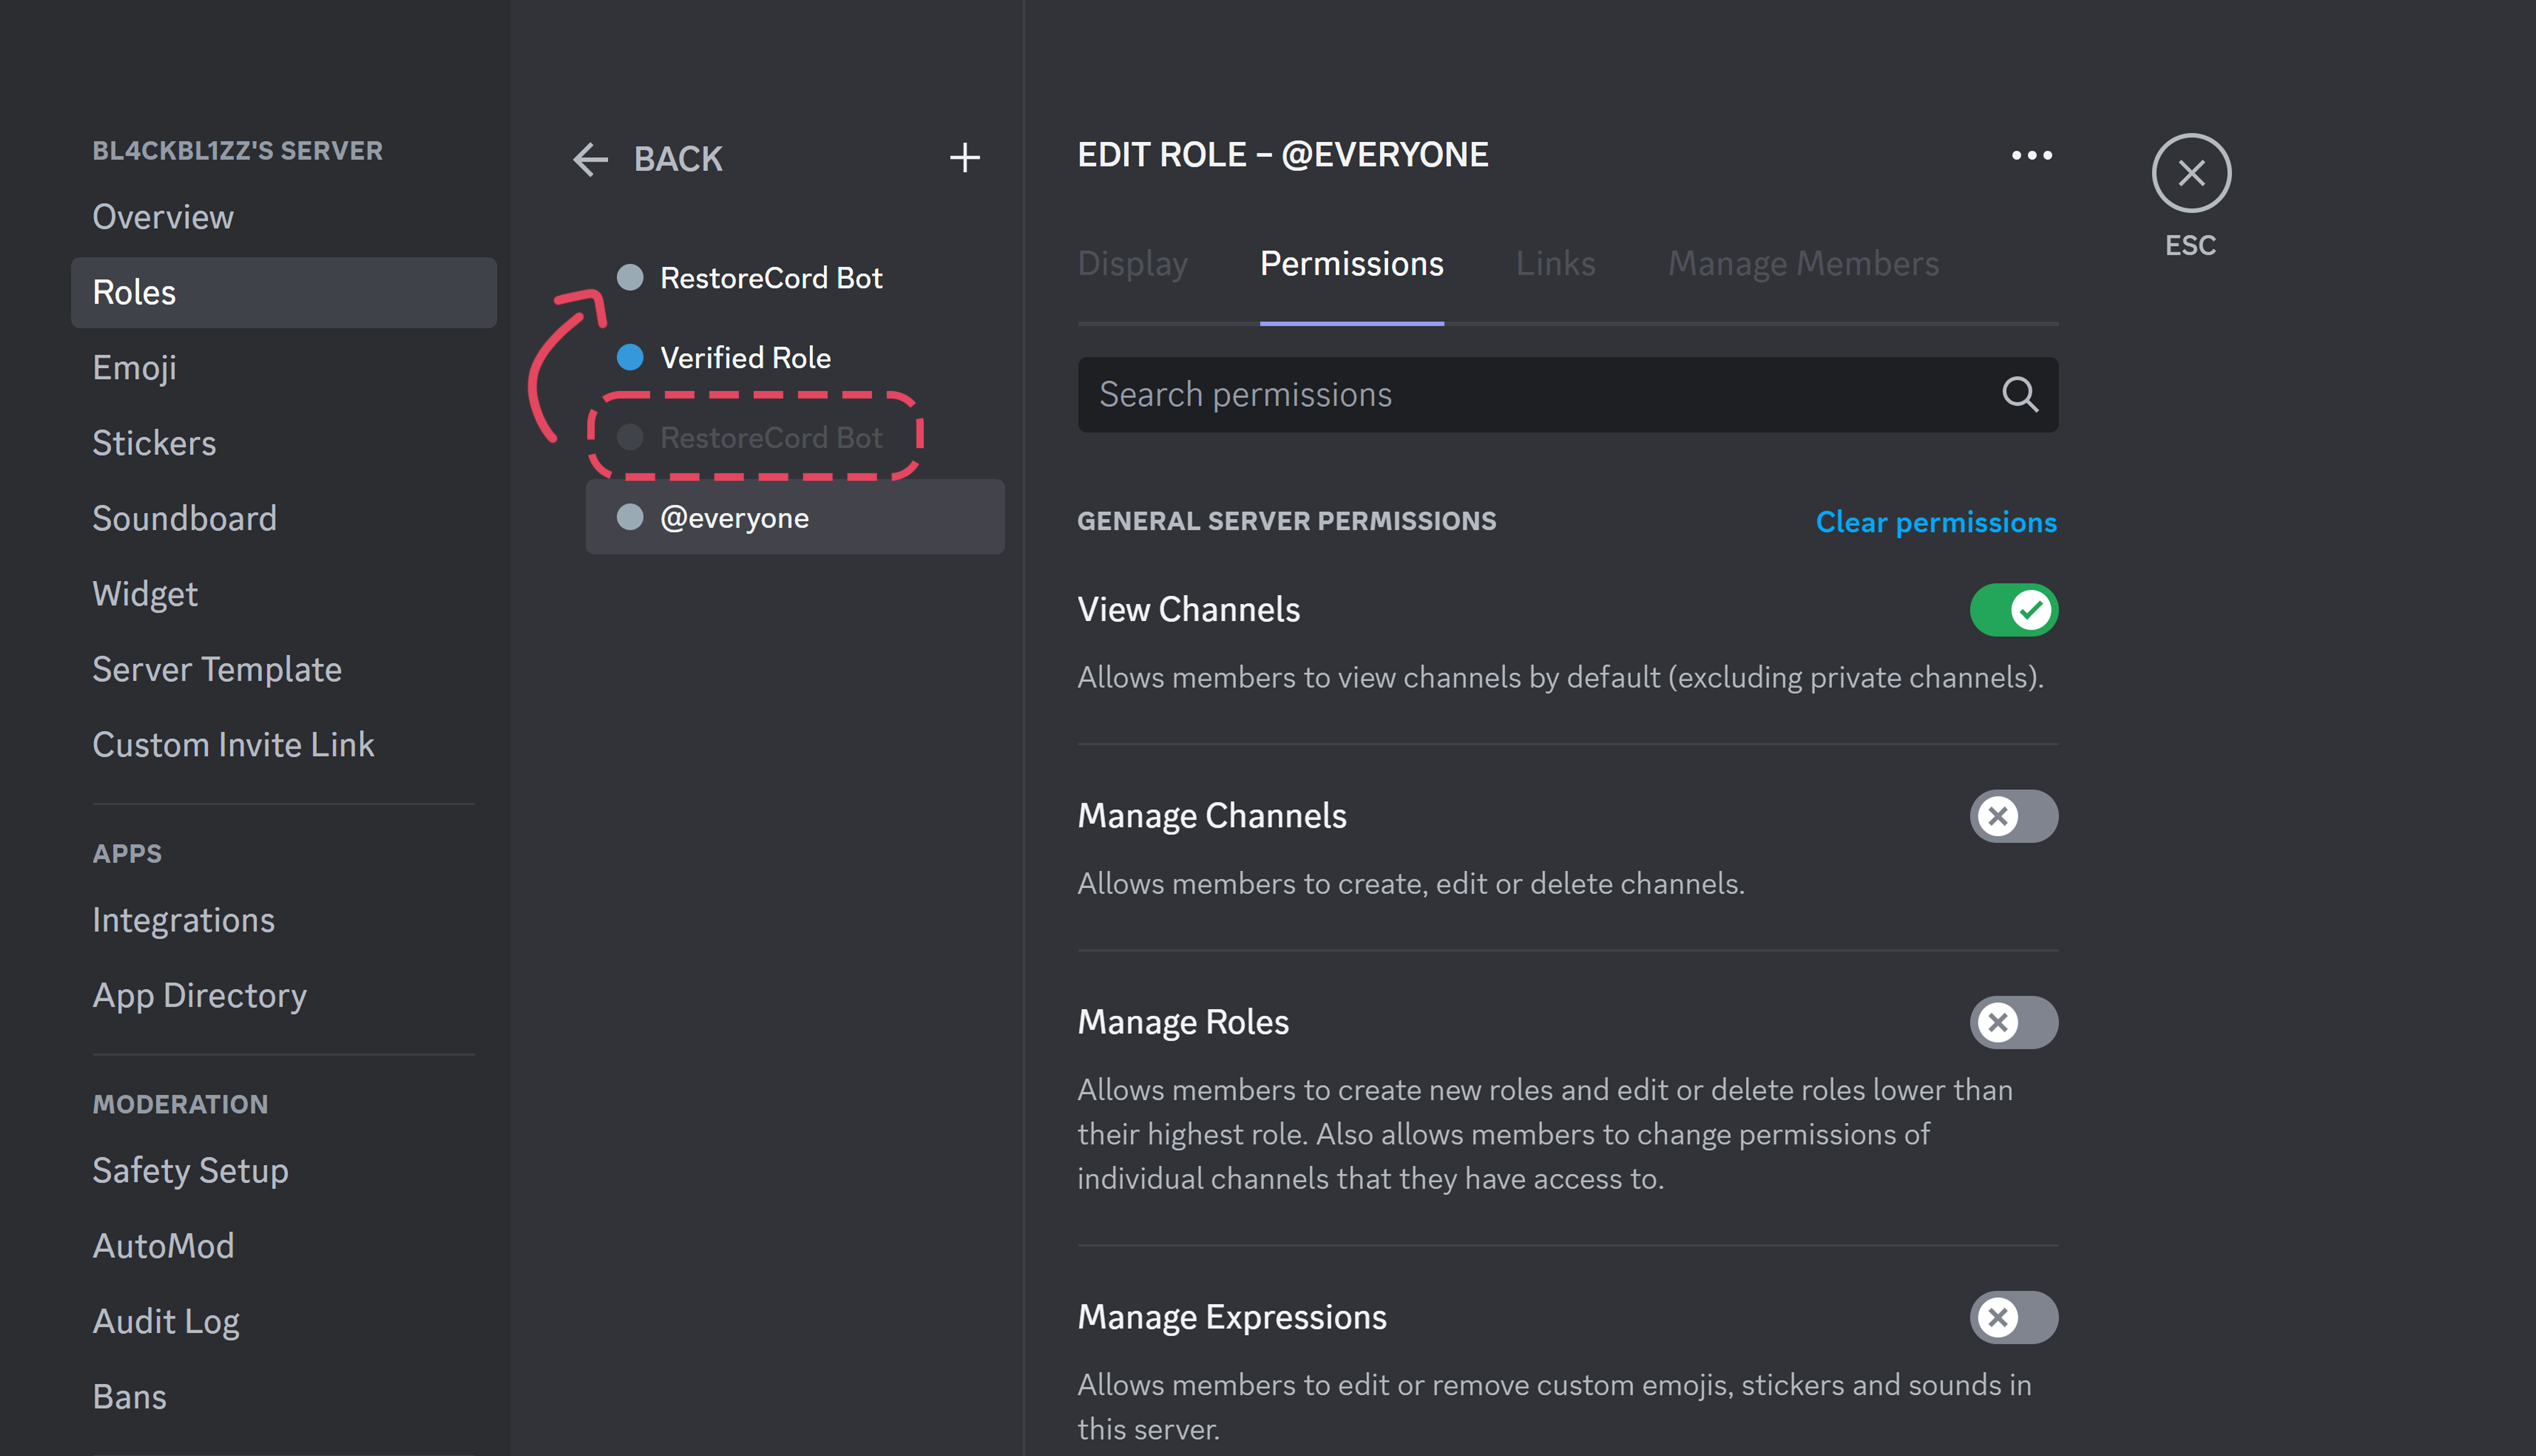 BL4CKBL1ZZ'S SERVER
Overview
Roles
Emoji
Stickers
Soundboard
Widget
Server Template
Custom Invite Link
APPS
Integrations
App Directory
MODERATION
Safety Setup
AutoMod
Audit Log
Bans
BACK
RestoreCord Bot
Verified Role
RestoreCord Bot
@everyone
EDIT ROLE – @EVERYONE
Display
Permissions
Links
Manage Members
Search permissions
GENERAL SERVER PERMISSIONS
Clear permissions
View Channels
Allows members to view channels by default (excluding private channels).
Manage Channels
Allows members to create, edit or delete channels.
Manage Roles
Allows members to create new roles and edit or delete roles lower than
their highest role. Also allows members to change permissions of
individual channels that they have access to.
Manage Expressions
Allows members to edit or remove custom emojis, stickers and sounds in
this server.
ESC